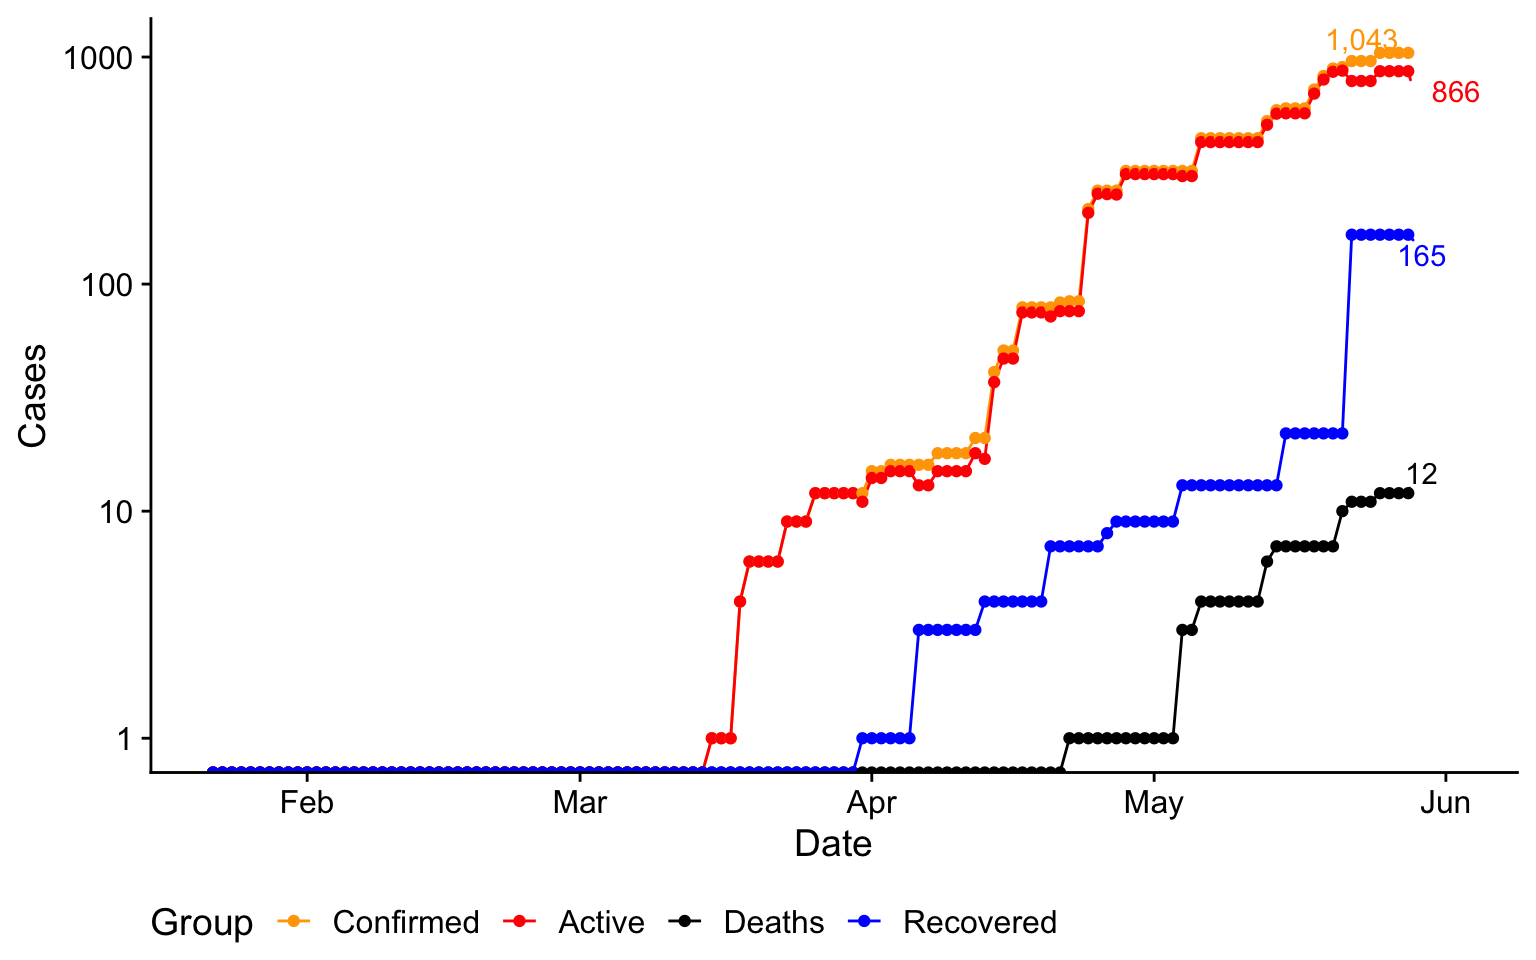 1,043
1000
866
100
165
Cases
12
10
1
Feb Mar Apr May Jun
Date
Group Confirmed Active Deaths Recovered